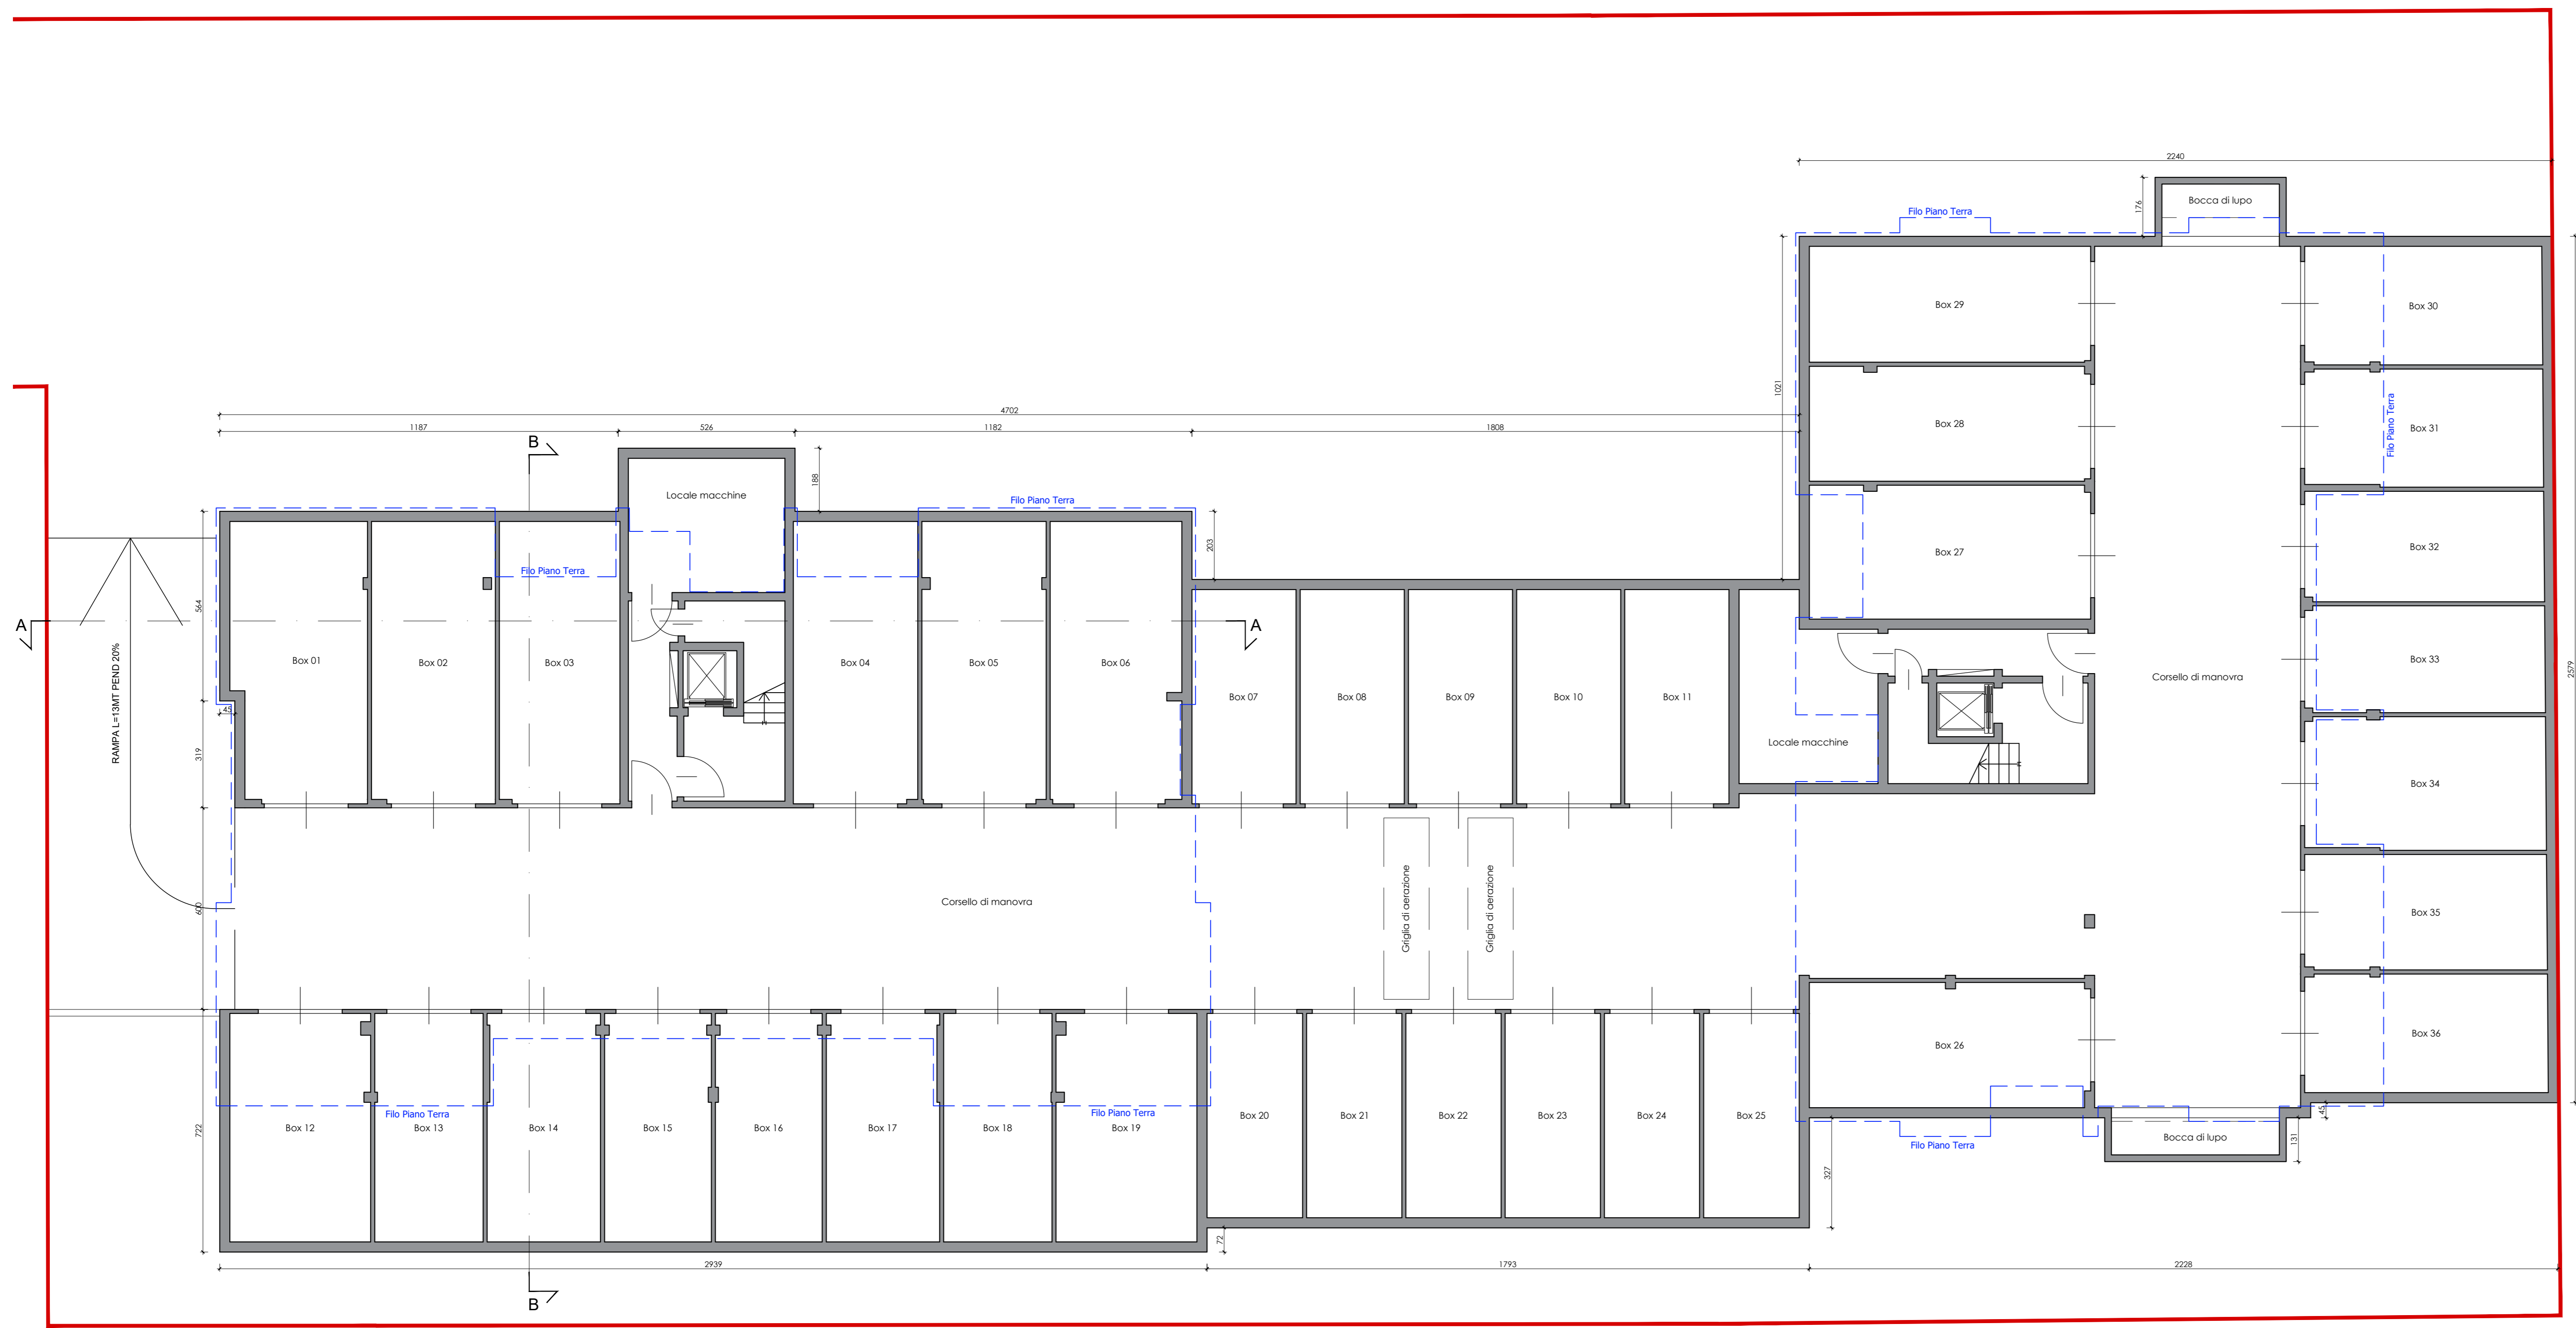 2240
Bocca di lupo
176
Filo Piano Terra
Box 29
Box 30
1021
Filo Piano Terra
Box 28
Box 31
4702
1187
526
1182
1808
B
188
Locale macchine
Filo Piano Terra
203
Filo Piano Terra
Box 27
Box 32
564
A
A
RAMPA L=13MT PEND 20%
Box 01
Box 02
Box 03
Box 04
Box 05
Box 06
Box 07
Box 08
Box 09
Box 10
Box 11
Corsello di manovra
Box 33
2579
45
319
Locale macchine
Box 34
600
Corsello di manovra
Griglia di aerazione
Griglia di aerazione
Box 35
Box 26
Box 36
Filo Piano Terra
Filo Piano Terra
722
Box 12
Box 13
Box 14
Box 15
Box 16
Box 17
Box 18
Box 19
Box 20
Box 21
Box 22
Box 23
Box 24
Box 25
45
Filo Piano Terra
Bocca di lupo
131
327
72
2939
1793
2228
B